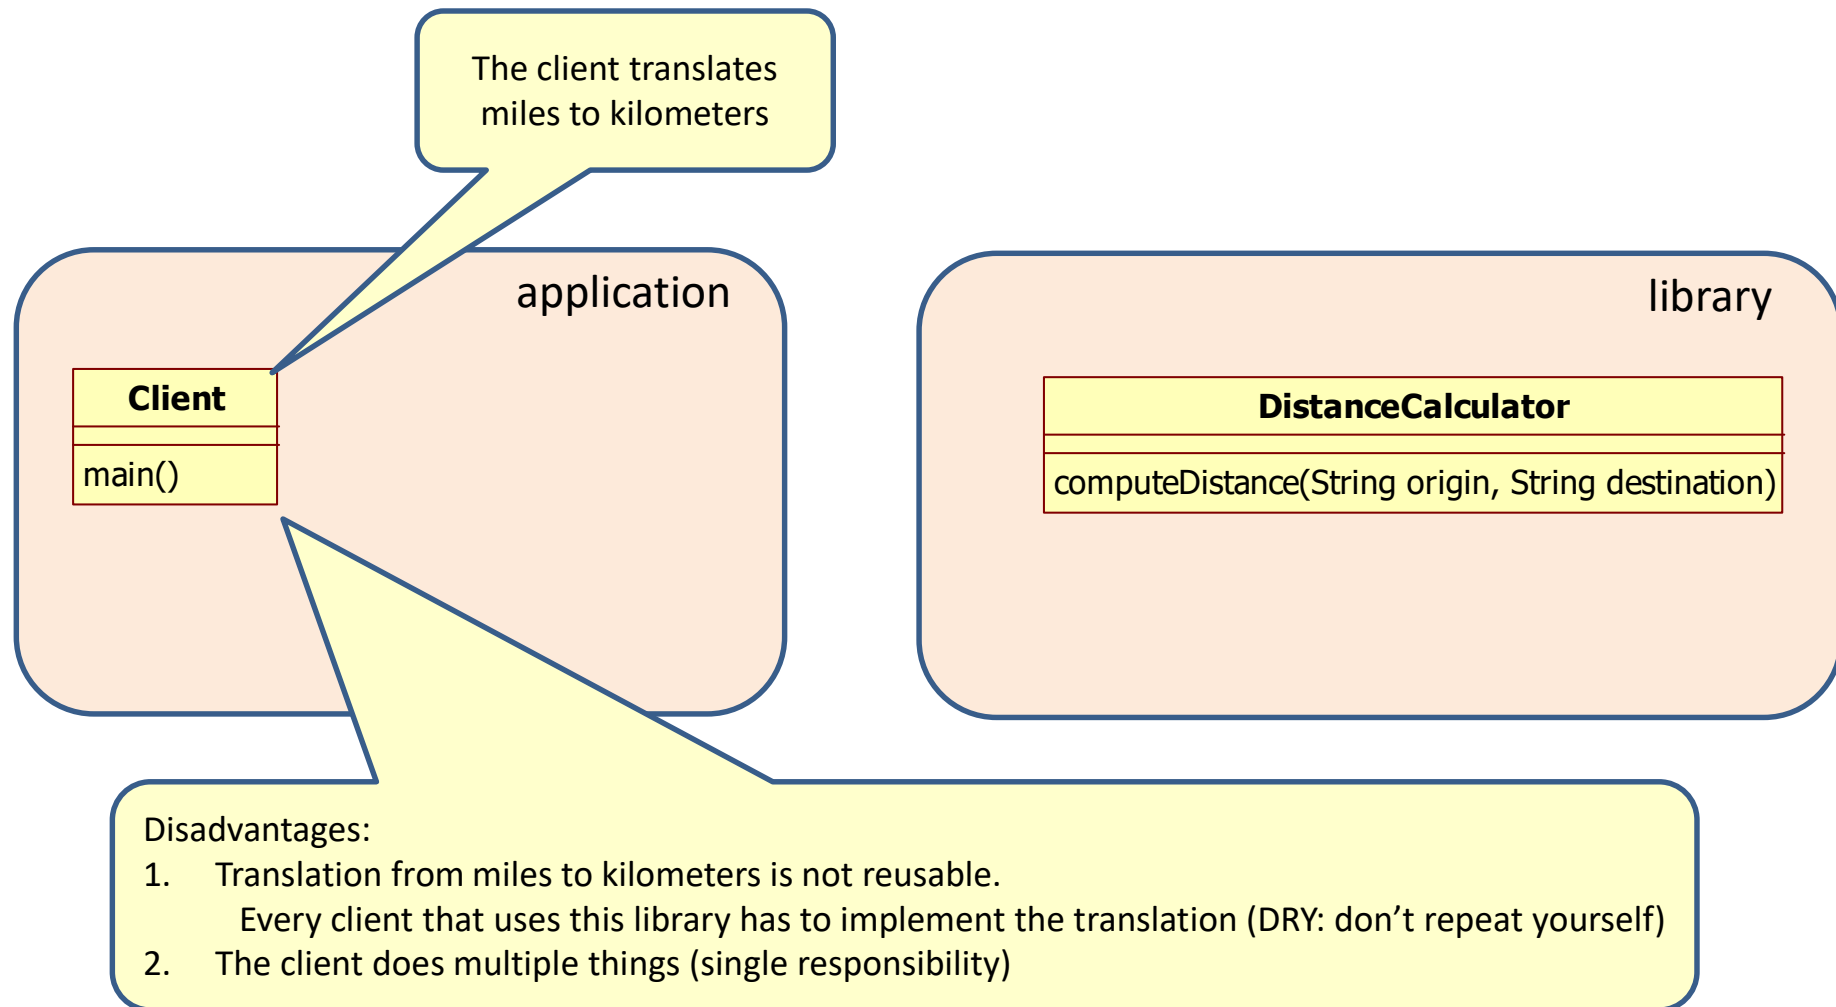 The client translates
miles to kilometers
application
library
Client
main()
DistanceCalculator
computeDistance(String origin, String destination)
Disadvantages:
1. Translation from miles to kilometers is not reusable.
Every client that uses this library has to implement the translation (DRY: don’t repeat yourself)
2. The client does multiple things (single responsibility)